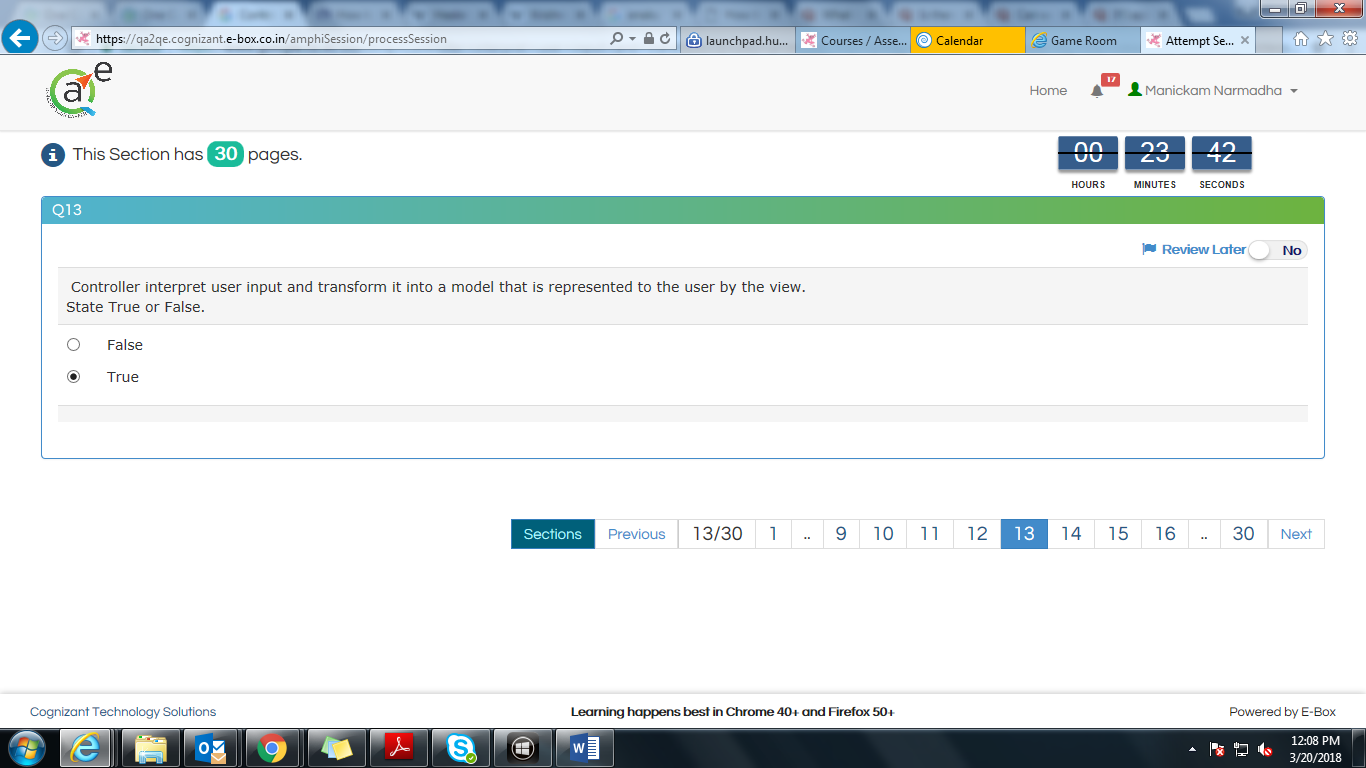 https://qa2qe.cognizant.e-box.co.in/amphiSession/processSession
launchpad.hu...
Courses / Asse...
Calendar
Game Room
Attempt Se...
a e
Home
17
Manickam Narmadha
This Section has 30 pages.
00 23 42
HOURS MINUTES SECONDS
Q13
Review Later No
Controller interpret user input and transform it into a model that is represented to the user by the view.
State True or False.
False
True
Sections Previous 13/30 1 .. 9 10 11 12 13 14 15 16 .. 30 Next
Cognizant Technology Solutions
Learning happens best in Chrome 40+ and Firefox 50+
Powered by E-Box
12:08 PM
3/20/2018